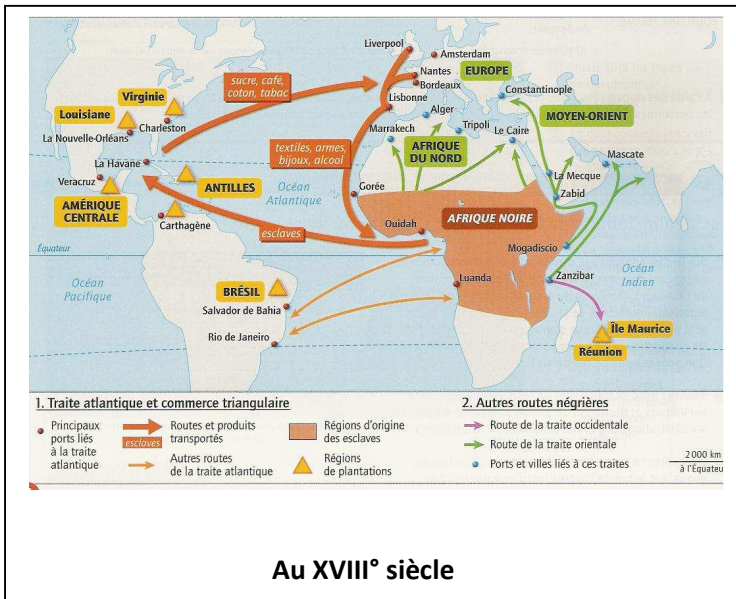 Liverpool
Amsterdam
Nantes
EUROPE
Bordeaux
Constantinople
sucre, café,
coton, tabac
Virginie
Louisiane
Lisbonne
Alger
MOYEN-ORIENT
Charleston
La Nouvelle-Orléans
textiles, armes,
bijoux, alcool
Marrakech
Tripoli
Le Caire
AFRIQUE
DU NORD
Mascate
La Havane
La Mecque
Veracruz
ANTILLES
Océan
Atlantique
Gorée
Zabid
AMÉRIQUE
CENTRALE
Carthagène
esclaves
Ouidah
AFRIQUE NOIRE
Équateur
Mogadiscio
Océan
Pacifique
Luanda
Zanzibar
Océan
Indien
BRÉSIL
Salvador de Bahia
Rio de Janeiro
Île Maurice
Réunion
1. Traite atlantique et commerce triangulaire
Principaux
ports liés
à la traite
atlantique
Routes et produits
transportés
esclaves
Autres routes
de la traite atlantique
Régions d'origine
des esclaves
Régions
de plantations
2. Autres routes négrières
Route de la traite occidentale
Route de la traite orientale
Ports et villes liés à ces traites
2 000 km
à l'Équateu
Au XVIII° siècle